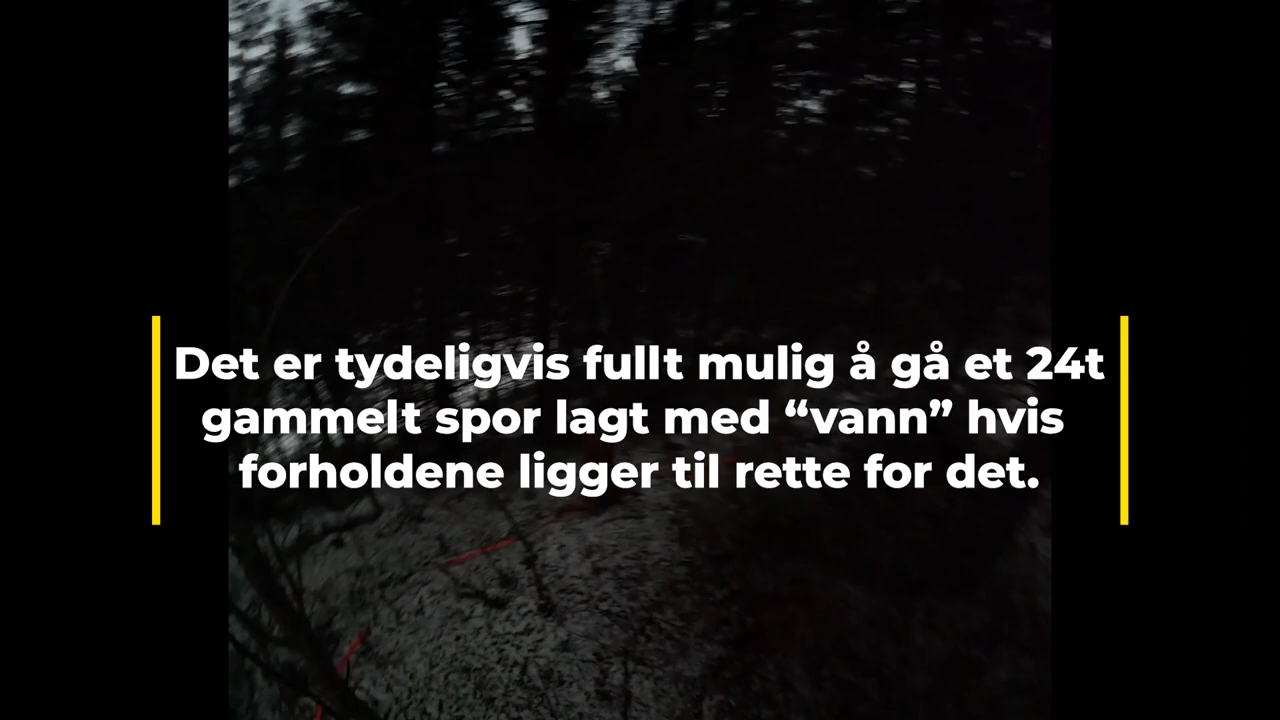 Det er tydeligvis fullt mulig å gå et 24t
gammelt spor lagt med “vann” hvis
forholdene ligger til rette for det.